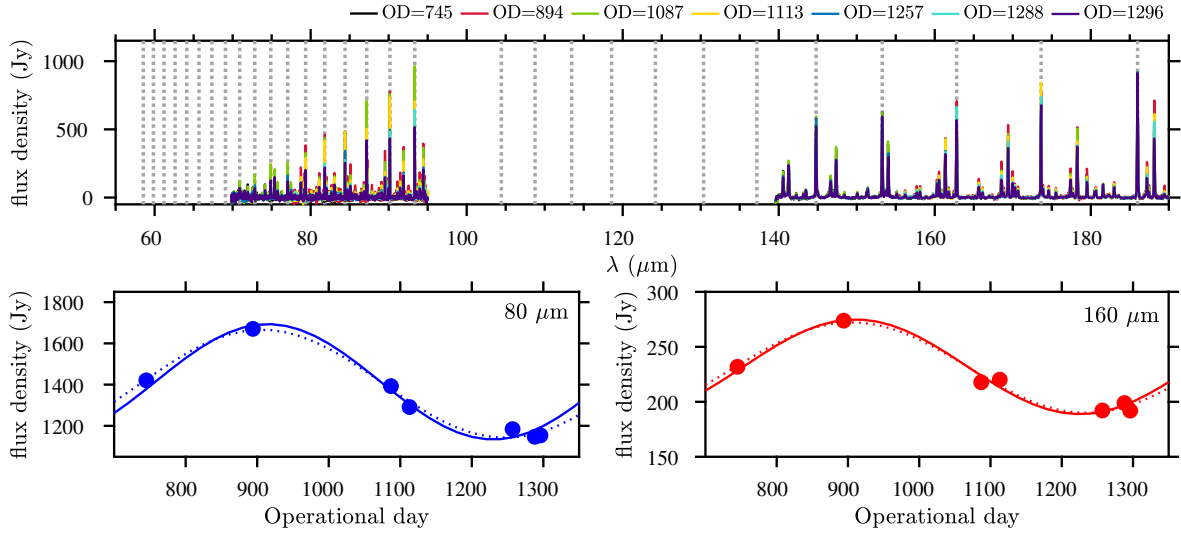 OD=745 OD=894 OD=1087 OD=1113 OD=1257 OD=1288 OD=1296
flux density (Jy)
1000
500
0
60 80 100 120 140 160 180
λ (μm)
flux density (Jy)
1800
1600
1400
1200
80 μm
800 900 1000 1100 1200 1300
Operational day
flux density (Jy)
300
250
200
150
160 μm
800 900 1000 1100 1200 1300
Operational day